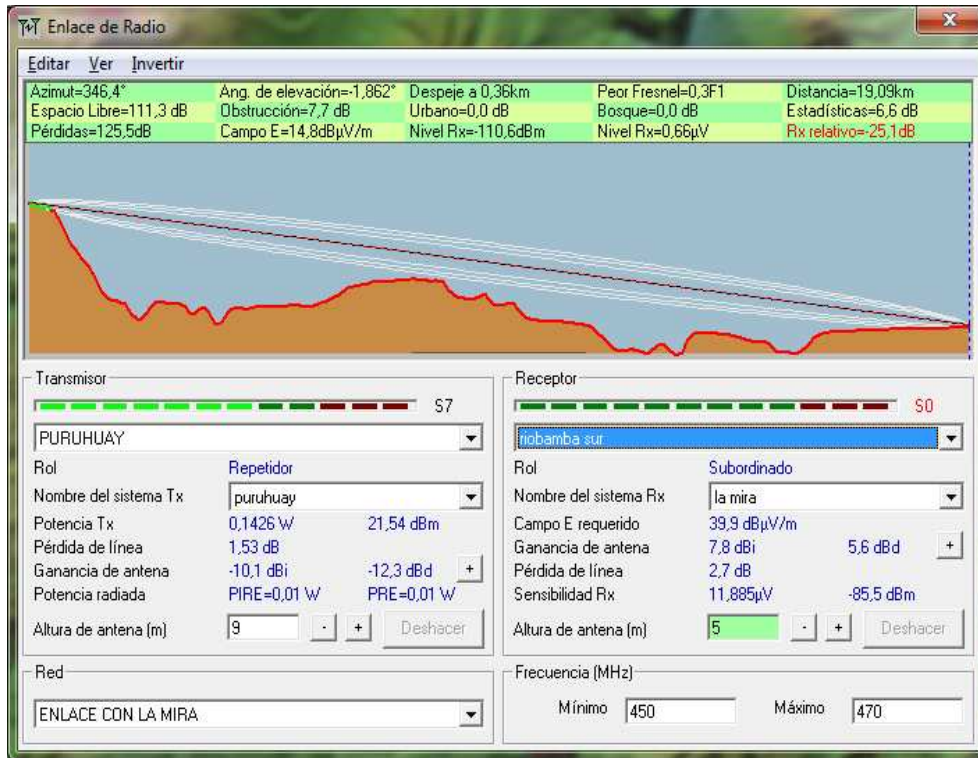 Enlace de Radio
Editar Ver Invertir
Azimut=346,4° Ang. de elevación=-1,862° Despeje a 0,36km Peor Fresnel=0,3F1 Distancia=19,09km
Espacio Libre=111,3 dB Obstrucción=7,7 dB Urbano=0,0 dB Bosque=0,0 dB Estadísticas=6,6 dB
Pérdidas=125,5dB Campo E=14,8dBµV/m Nivel Rx=-110,6dBm Nivel Rx=0,66µV Rx relativo=-25,1dB
Transmisor
S7
PURUHUAY
Rol Repetidor
Nombre del sistema Tx puruhuay
Potencia Tx 0,1426 W 21,54 dBm
Pérdida de línea 1,53 dB
Ganancia de antena -10,1 dBi -12,3 dBd +
Potencia radiada PIRE=0,01 W PRE=0,01 W
Altura de antena (m) 9 - + Deshacer
Receptor
S0
riobamba sur
Rol Subordinado
Nombre del sistema Rx la mira
Campo E requerido 39,9 dBµV/m
Ganancia de antena 7,8 dBi 5,6 dBd +
Pérdida de línea 2,7 dB
Sensibilidad Rx 11,885µV -85,5 dBm
Altura de antena (m) 5 - + Deshacer
Red
ENLACE CON LA MIRA
Frecuencia (MHz)
Mínimo 450 Máximo 470